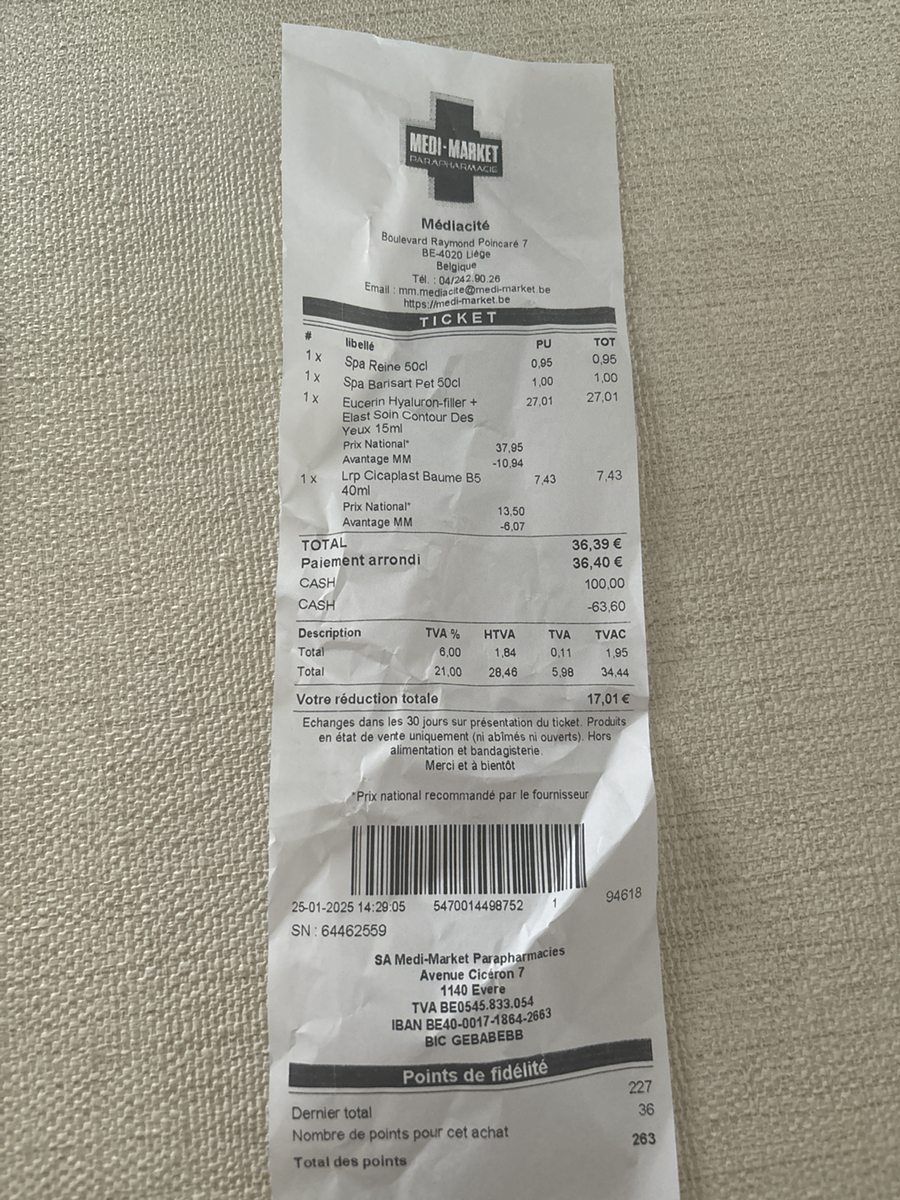 MEDI-MARKET
PARAPHARMACIE
Médiacité
Boulevard Raymond Poincaré 7
BE-4020 Liège
Belgique
Tél. : 04/242.90.26
Email : mm.mediacite@medi-market.be
https://medi-market.be
TICKET
# libellé PU TOT
1 x Spa Reine 50cl 0,95 0,95
1 x Spa Barisart Pet 50cl 1,00 1,00
1 x Eucerin Hyaluron-filler + 27,01 27,01
Elast Soin Contour Des
Yeux 15ml
Prix National* 37,95
Avantage MM -10,94
1 x Lrp Cicaplast Baume B5 7,43 7,43
40ml
Prix National* 13,50
Avantage MM -6,07
TOTAL 36,39 €
Paiement arrondi 36,40 €
CASH 100,00
CASH -63,60
Description TVA % HTVA TVA TVAC
Total 6,00 1,84 0,11 1,95
Total 21,00 28,46 5,98 34,44
Votre réduction totale 17,01 €
Echanges dans les 30 jours sur présentation du ticket. Produits
en état de vente uniquement (ni abîmés ni ouverts). Hors
alimentation et bandagisterie.
Merci et à bientôt
*Prix national recommandé par le fournisseur
25-01-2025 14:29:05 5470014498752 1 94618
SN : 64462559
SA Medi-Market Parapharmacies
Avenue Cicéron 7
1140 Evere
TVA BE0545.833.054
IBAN BE40-0017-1864-2663
BIC GEBABEBB
Points de fidélité
Dernier total 227
Nombre de points pour cet achat 36
Total des points 263